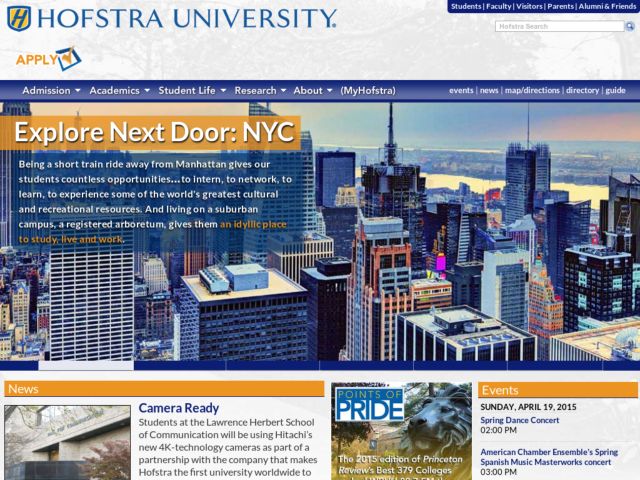 HOFSTRA UNIVERSITY®
Students | Faculty | Visitors | Parents | Alumni & Friends
Hofstra Search
APPLY
Admission Academics Student Life Research About (MyHofstra)
events | news | map/directions | directory | guide
Explore Next Door: NYC
Being a short train ride away from Manhattan gives our
students countless opportunities…to intern, to network, to
learn, to experience some of the world's greatest cultural
and recreational resources. And living on a suburban
campus, a registered arboretum, gives them an idyllic place
to study, live and work.
News
Camera Ready
Students at the Lawrence Herbert School
of Communication will be using Hitachi's
new 4K-technology cameras as part of a
partnership with the company that makes
Hofstra the first university worldwide to
POINTS OF
PRIDE
The 2015 edition of Princeton
Review's Best 379 Colleges
Events
SUNDAY, APRIL 19, 2015
Spring Dance Concert
02:00 PM
American Chamber Ensemble's Spring
Spanish Music Masterworks concert
03:00 PM